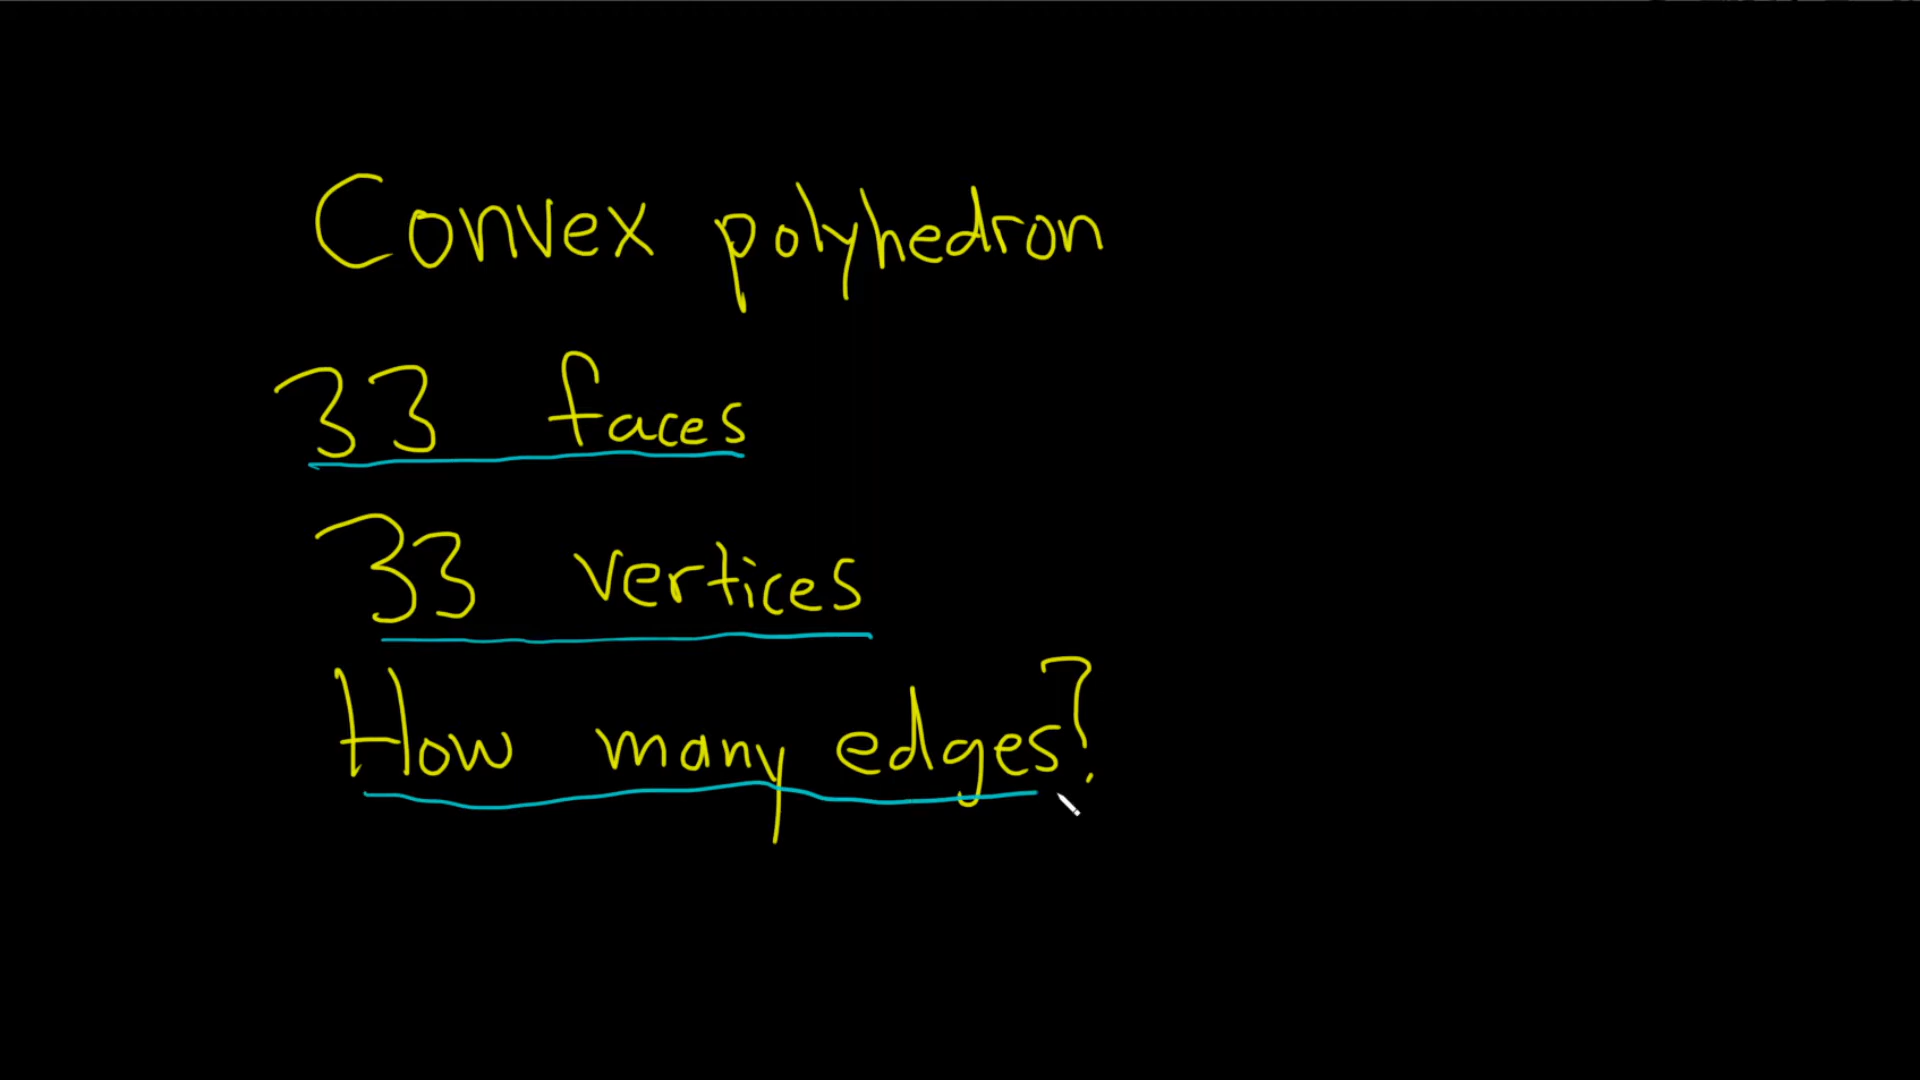 Convex polyhedron
33 faces
33 vertices
How many edges?